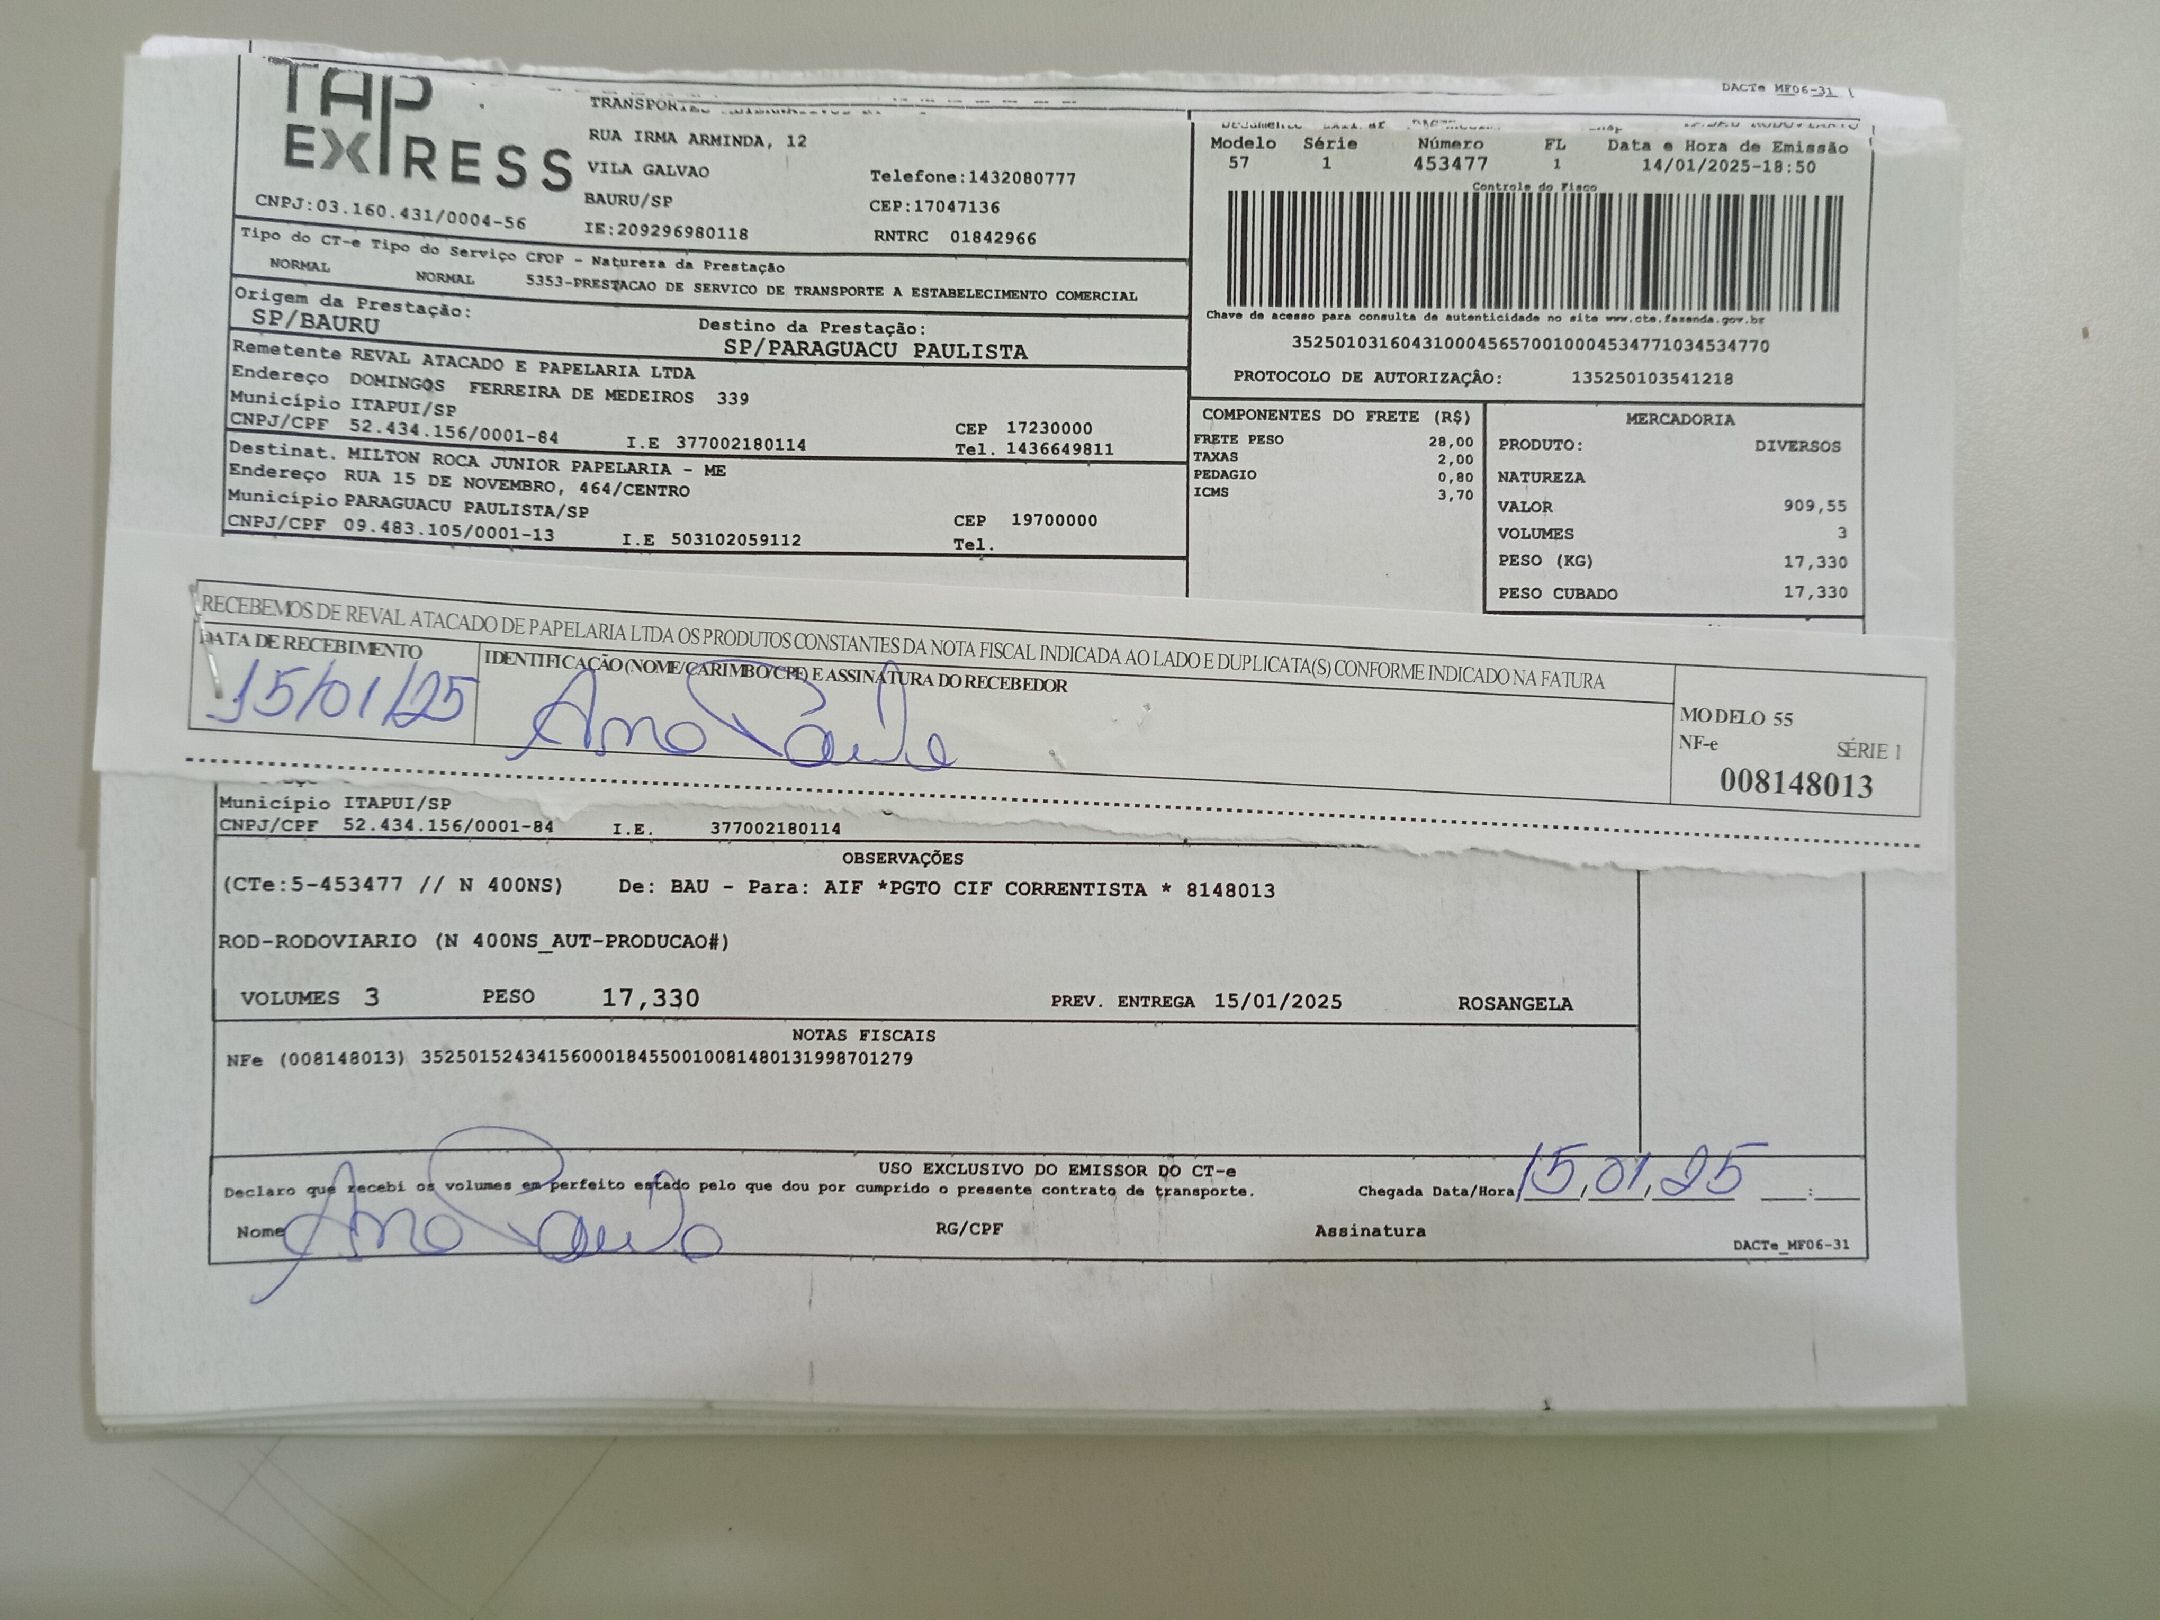 DACTe MF06-31
TAP
EXPRESS
CNPJ:03.160.431/0004-56
RUA IRMA ARMINDA, 12
VILA GALVAO
BAURU/SP
IE:209296980118
Telefone:1432080777
CEP:17047136
RNTRC 01842966
Modelo Série Número FL Data e Hora de Emissão
57 1 453477 1 14/01/2025-18:50
Controle do Fisco
Chave de acesso para consulta de autenticidade no site www.cte.fazenda.gov.br
35250103160431000456570010004534771034534770
PROTOCOLO DE AUTORIZAÇÂO: 135250103541218
Tipo do CT-e Tipo do Serviço CFOP - Natureza da Prestação
NORMAL NORMAL 5353-PRESTACAO DE SERVICO DE TRANSPORTE A ESTABELECIMENTO COMERCIAL
Origem da Prestação:
SP/BAURU
Destino da Prestação:
SP/PARAGUACU PAULISTA
Remetente REVAL ATACADO E PAPELARIA LTDA
Endereço DOMINGOS FERREIRA DE MEDEIROS 339
Município ITAPUI/SP
CEP 17230000
CNPJ/CPF 52.434.156/0001-84 I.E 377002180114 Tel. 1436649811
Destinat. MILTON ROCA JUNIOR PAPELARIA - ME
Endereço RUA 15 DE NOVEMBRO, 464/CENTRO
Município PARAGUACU PAULISTA/SP
CEP 19700000
CNPJ/CPF 09.483.105/0001-13 I.E 503102059112 Tel.
COMPONENTES DO FRETE (R$)
FRETE PESO 28,00
TAXAS 2,00
PEDAGIO 0,80
ICMS 3,70
MERCADORIA
PRODUTO: DIVERSOS
NATUREZA
VALOR 909,55
VOLUMES 3
PESO (KG) 17,330
PESO CUBADO 17,330
RECEBEMOS DE REVAL ATACADO DE PAPELARIA LTDA OS PRODUTOS CONSTANTES DA NOTA FISCAL INDICADA AO LADO E DUPLICATA(S) CONFORME INDICADO NA FATURA
DATA DE RECEBIMENTO
15/01/25
IDENTIFICAÇÃO (NOME/CARIMBO/CPF) E ASSINATURA DO RECEBEDOR
Ana Paula
MODELO 55
NF-e SÉRIE 1
008148013
Município ITAPUI/SP
CNPJ/CPF 52.434.156/0001-84 I.E. 377002180114
OBSERVAÇÕES
(CTe:5-453477 // N 400NS) De: BAU - Para: AIF *PGTO CIF CORRENTISTA * 8148013
ROD-RODOVIARIO (N 400NS_AUT-PRODUCAO#)
VOLUMES 3 PESO 17,330 PREV. ENTREGA 15/01/2025 ROSANGELA
NOTAS FISCAIS
NFe (008148013) 35250152434156000184550010081480131998701279
USO EXCLUSIVO DO EMISSOR DO CT-e
Declaro que recebi os volumes em perfeito estado pelo que dou por cumprido o presente contrato de transporte. Chegada Data/Hora 15,01,25
Nome Ana Paula RG/CPF Assinatura
DACTe_MF06-31